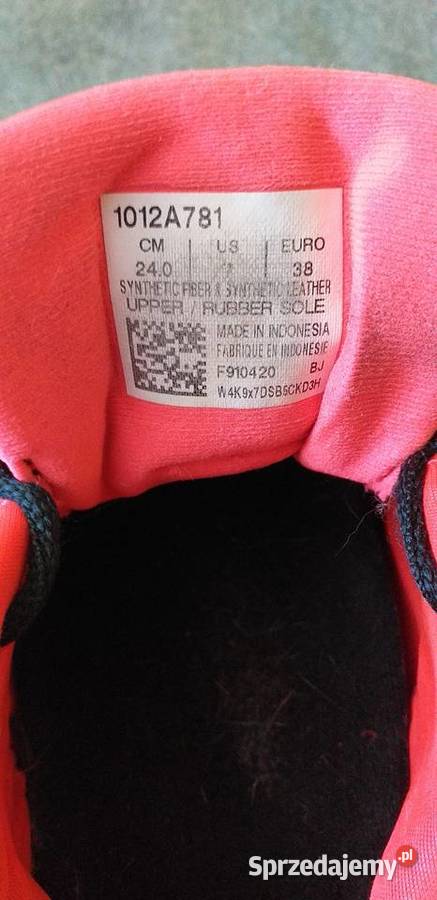 1012A781
CM | US | EURO
24.0 | 7 | 38
SYNTHETIC FIBER & SYNTHETIC LEATHER
UPPER / RUBBER SOLE
MADE IN INDONESIA
FABRIQUE EN INDONESIE
F910420 BJ
W4K9x7DSB5CKD3H
Sprzedajemy.pl